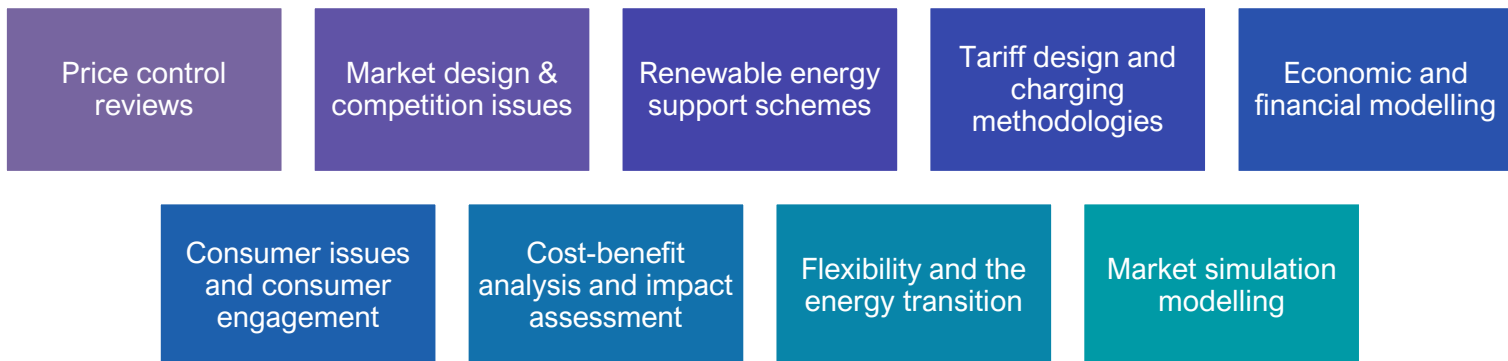 Price control
reviews
Market design &
competition issues
Renewable energy
support schemes
Tariff design and
charging
methodologies
Economic and
financial modelling
Consumer issues
and consumer
engagement
Cost-benefit
analysis and impact
assessment
Flexibility and the
energy transition
Market simulation
modelling